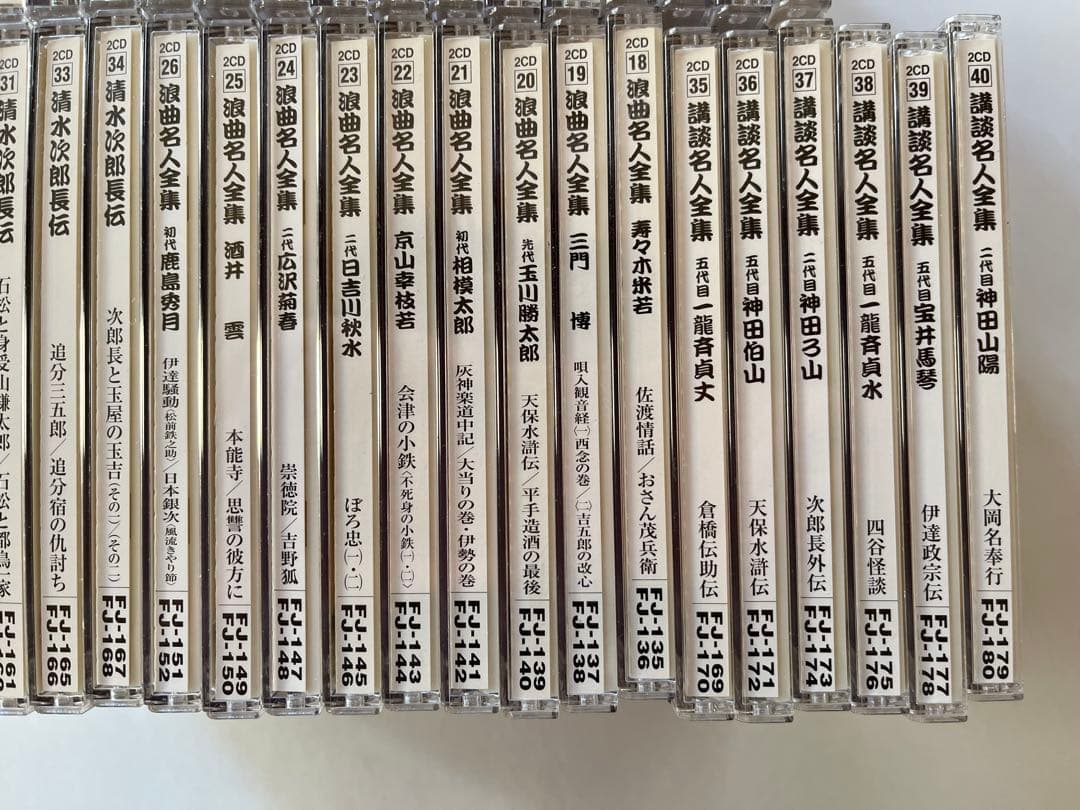 2CD 31 清水次郎長伝 石松と身受山鎌太郎/石松と都鳥一家
2CD 33 清水次郎長伝 追分三五郎/追分宿の仇討ち FJ-165 FJ-166
2CD 34 清水次郎長伝 次郎長と玉屋の玉吉(その一)(その二) FJ-167 FJ-168
2CD 26 浪曲名人全集 初代 鹿島秀月 伊達騒動(松前鉄之助)/日本銀次(風流きやり節) FJ-151 FJ-152
2CD 25 浪曲名人全集 酒井 雲 本能寺/恩讐の彼方に FJ-149 FJ-150
2CD 24 浪曲名人全集 二代 広沢菊春 崇徳院/吉野狐 FJ-147 FJ-148
2CD 23 浪曲名人全集 二代 日吉川秋水 ぼろ忠(一・二) FJ-145 FJ-146
2CD 22 浪曲名人全集 京山幸枝若 会津の小鉄〈不死身の小鉄(一・二)〉 FJ-143 FJ-144
2CD 21 浪曲名人全集 初代 相模太郎 灰神楽道中記/大当りの巻・伊勢の巻 FJ-141 FJ-142
2CD 20 浪曲名人全集 先代 玉川勝太郎 天保水滸伝/平手造酒の最後 FJ-139 FJ-140
2CD 19 浪曲名人全集 三門 博 唄入観音経(一)西念の巻/(二)吉五郎の改心 FJ-137 FJ-138
2CD 18 浪曲名人全集 寿々木米若 佐渡情話/おさん茂兵衛 FJ-135 FJ-136
2CD 35 講談名人全集 五代目 一龍斉貞丈 倉橋伝助伝 FJ-169 FJ-170
2CD 36 講談名人全集 五代目 神田伯山 天保水滸伝 FJ-171 FJ-172
2CD 37 講談名人全集 二代目 神田ろ山 次郎長外伝 FJ-173 FJ-174
2CD 38 講談名人全集 五代目 一龍斉貞水 四谷怪談 FJ-175 FJ-176
2CD 39 講談名人全集 五代目 宝井馬琴 伊達政宗伝 FJ-177 FJ-178
2CD 40 講談名人全集 二代目 神田山陽 大岡名奉行 FJ-179 FJ-180